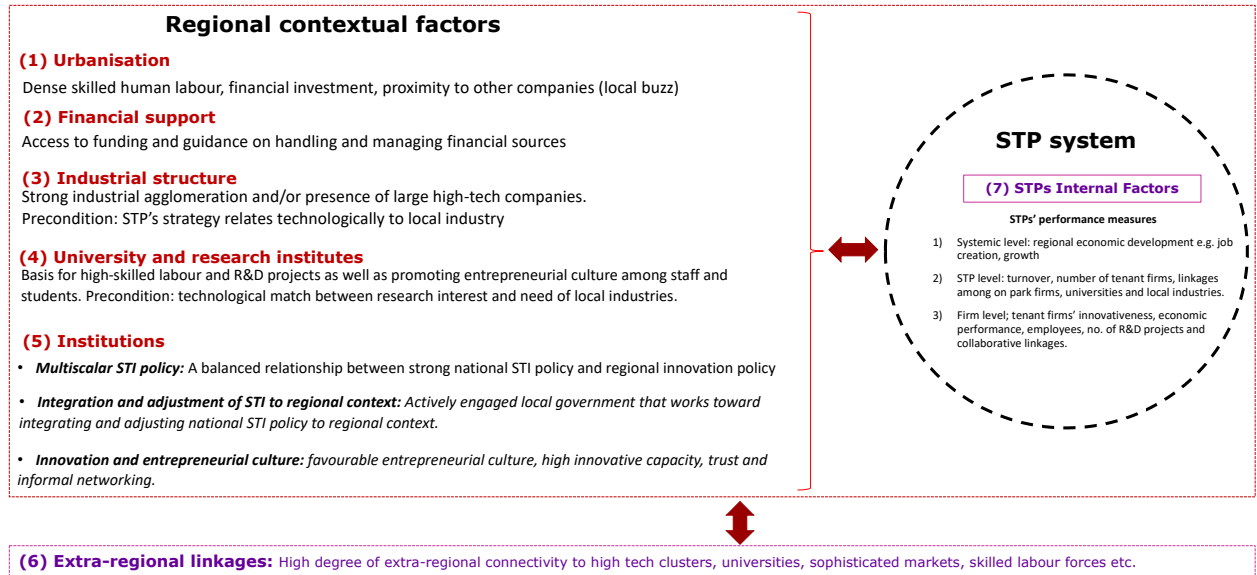 Regional contextual factors
(1) Urbanisation
Dense skilled human labour, financial investment, proximity to other companies (local buzz)
(2) Financial support
Access to funding and guidance on handling and managing financial sources
(3) Industrial structure
Strong industrial agglomeration and/or presence of large high-tech companies.
Precondition: STP's strategy relates technologically to local industry
(4) University and research institutes
Basis for high-skilled labour and R&D projects as well as promoting entrepreneurial culture among staff and
students. Precondition: technological match between research interest and need of local industries.
(5) Institutions
• Multiscalar STI policy: A balanced relationship between strong national STI policy and regional innovation policy
• Integration and adjustment of STI to regional context: Actively engaged local government that works toward
integrating and adjusting national STI policy to regional context.
• Innovation and entrepreneurial culture: favourable entrepreneurial culture, high innovative capacity, trust and
informal networking.
STP system
(7) STPs Internal Factors
STPs' performance measures
1) Systemic level: regional economic development e.g. job
creation, growth
2) STP level: turnover, number of tenant firms, linkages
among on park firms, universities and local industries.
3) Firm level; tenant firms' innovativeness, economic
performance, employees, no. of R&D projects and
collaborative linkages.
(6) Extra-regional linkages: High degree of extra-regional connectivity to high tech clusters, universities, sophisticated markets, skilled labour forces etc.